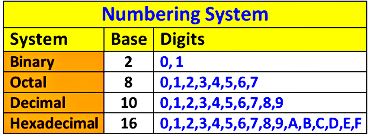 Numbering System
System Base Digits
Binary 2 0, 1
Octal 8 0,1,2,3,4,5,6,7
Decimal 10 0,1,2,3,4,5,6,7,8,9
Hexadecimal 16 0,1,2,3,4,5,6,7,8,9,A,B,C,D,E,F